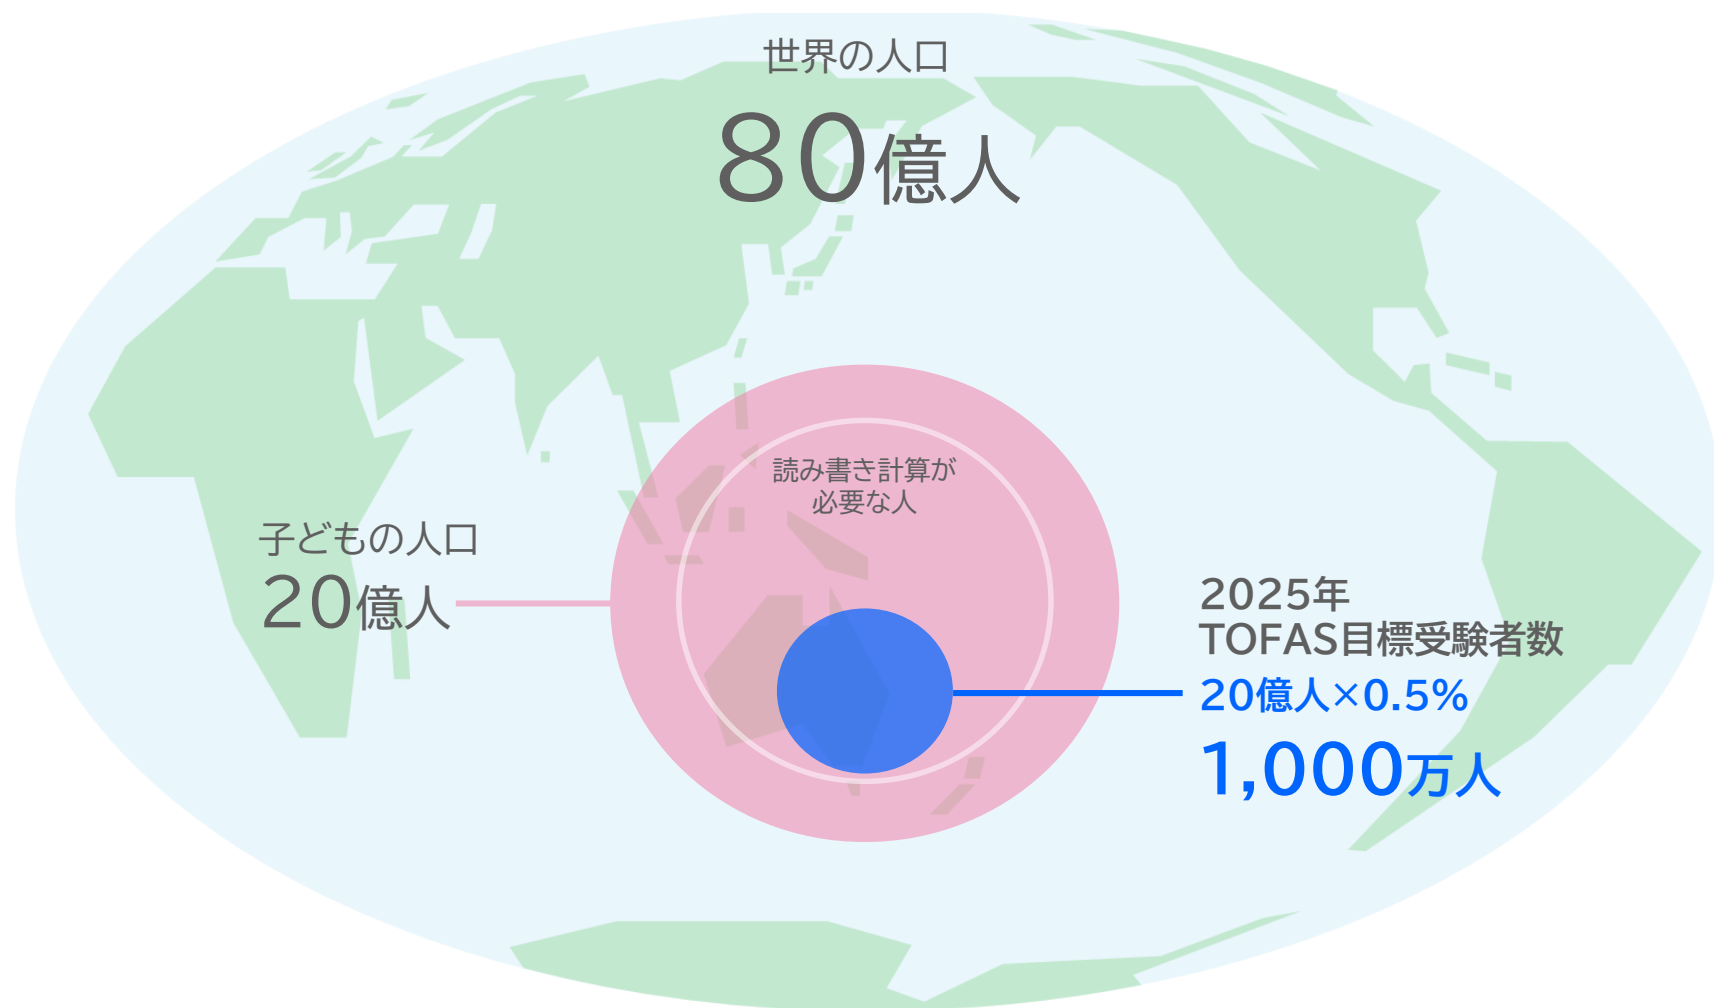 世界の人口
80億人
読み書き計算が
必要な人
子どもの人口
20億人
2025年
TOFAS目標受験者数
20億人×0.5%
1,000万人